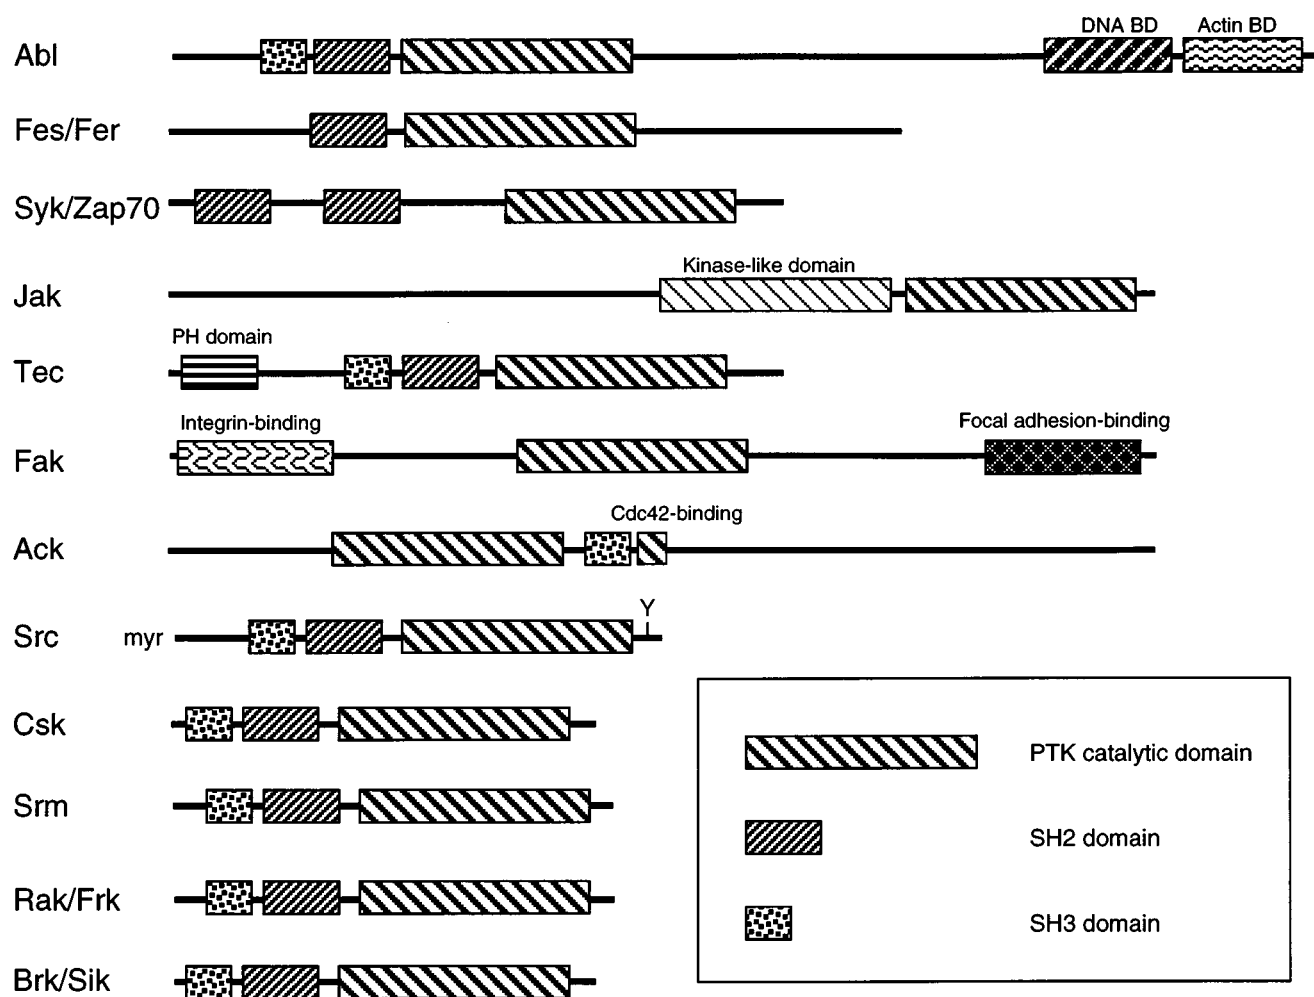 DNA BD Actin BD
Abl
Fes/Fer
Syk/Zap70
Kinase-like domain
Jak
PH domain
Tec
Integrin-binding Focal adhesion-binding
Fak
Cdc42-binding
Ack
Y
Src myr
Csk
PTK catalytic domain
Srm
SH2 domain
Rak/Frk
SH3 domain
Brk/Sik